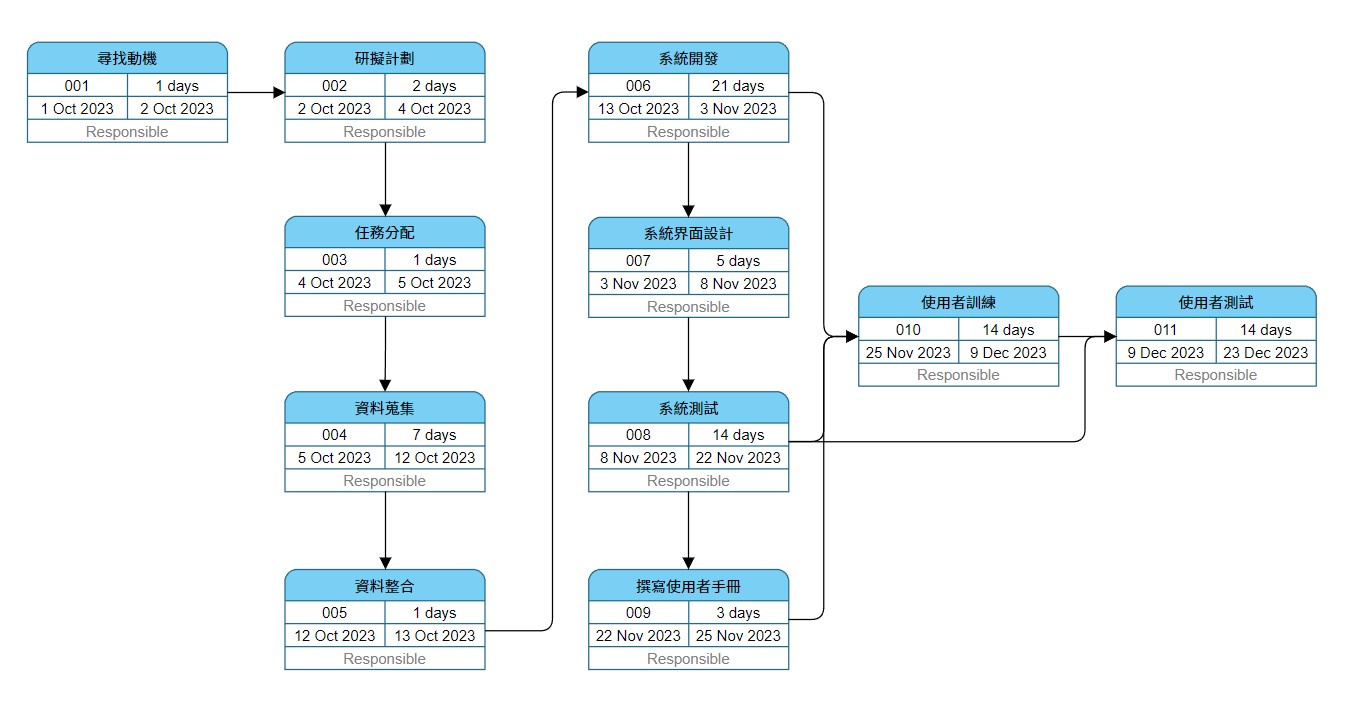 尋找動機
001 1 days
1 Oct 2023 2 Oct 2023
Responsible
研擬計劃
002 2 days
2 Oct 2023 4 Oct 2023
Responsible
任務分配
003 1 days
4 Oct 2023 5 Oct 2023
Responsible
資料蒐集
004 7 days
5 Oct 2023 12 Oct 2023
Responsible
資料整合
005 1 days
12 Oct 2023 13 Oct 2023
Responsible
系統開發
006 21 days
13 Oct 2023 3 Nov 2023
Responsible
系統界面設計
007 5 days
3 Nov 2023 8 Nov 2023
Responsible
系統測試
008 14 days
8 Nov 2023 22 Nov 2023
Responsible
撰寫使用者手冊
009 3 days
22 Nov 2023 25 Nov 2023
Responsible
使用者訓練
010 14 days
25 Nov 2023 9 Dec 2023
Responsible
使用者測試
011 14 days
9 Dec 2023 23 Dec 2023
Responsible